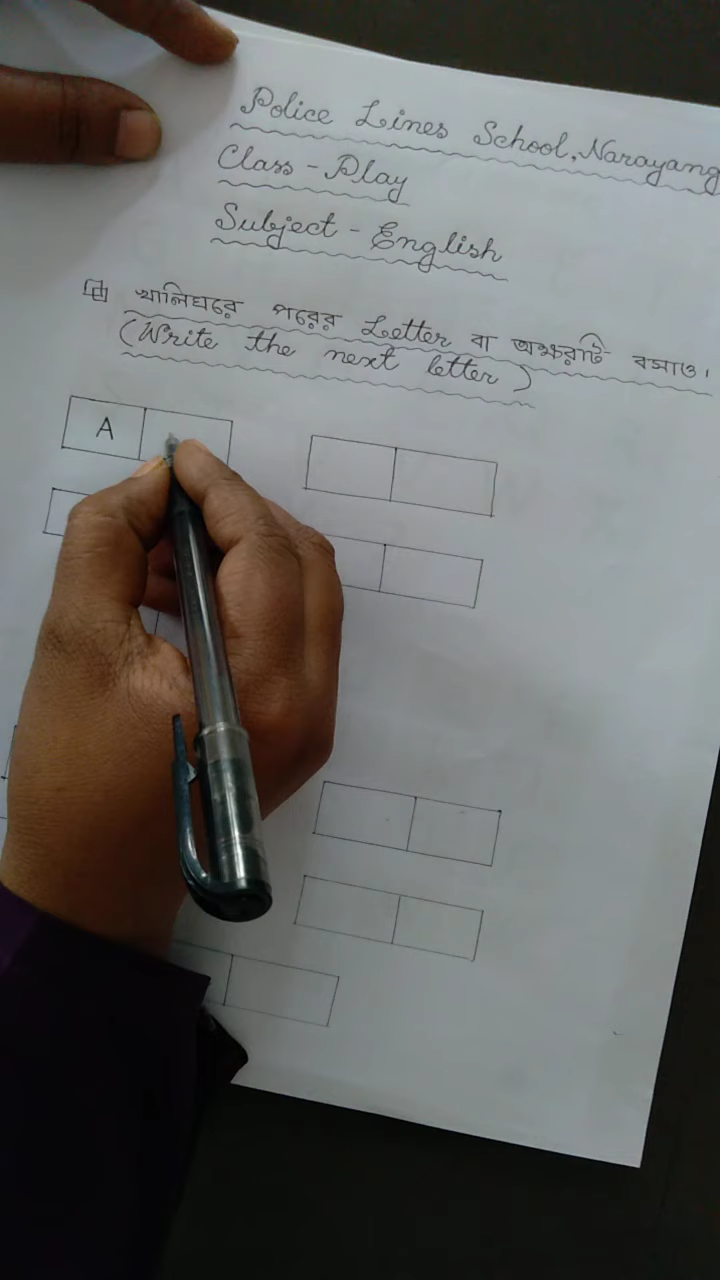 Police Lines School, Narayang
Class - Play
Subject - English
খালিঘরে পরের Letter বা অক্ষরটি বসাও।
(Write the next letter)
A